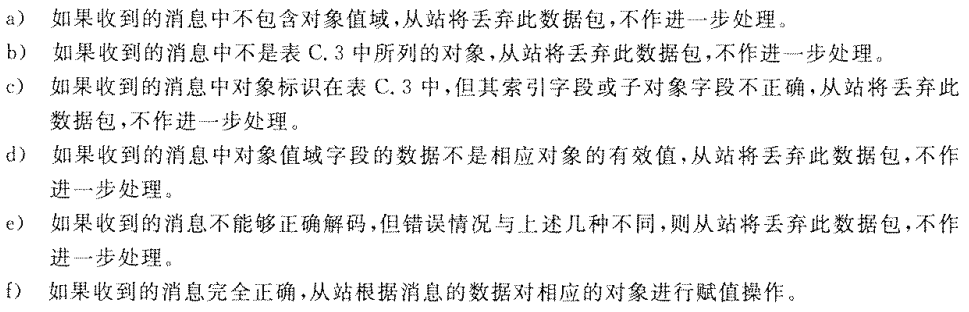 a) 如果收到的消息中不包含对象值域,从站将丢弃此数据包,不作进一步处理。
b) 如果收到的消息中不是表 C.3 中所列的对象,从站将丢弃此数据包,不作进一步处理。
c) 如果收到的消息中对象标识在表 C.3 中,但其索引字段或子对象字段不正确,从站将丢弃此
数据包,不作进一步处理。
d) 如果收到的消息中对象值域字段的数据不是相应对象的有效值,从站将丢弃此数据包,不作
进一步处理。
e) 如果收到的消息不能够正确解码,但错误情况与上述几种不同,则从站将丢弃此数据包,不作
进一步处理。
f) 如果收到的消息完全正确,从站根据消息的数据对相应的对象进行赋值操作。